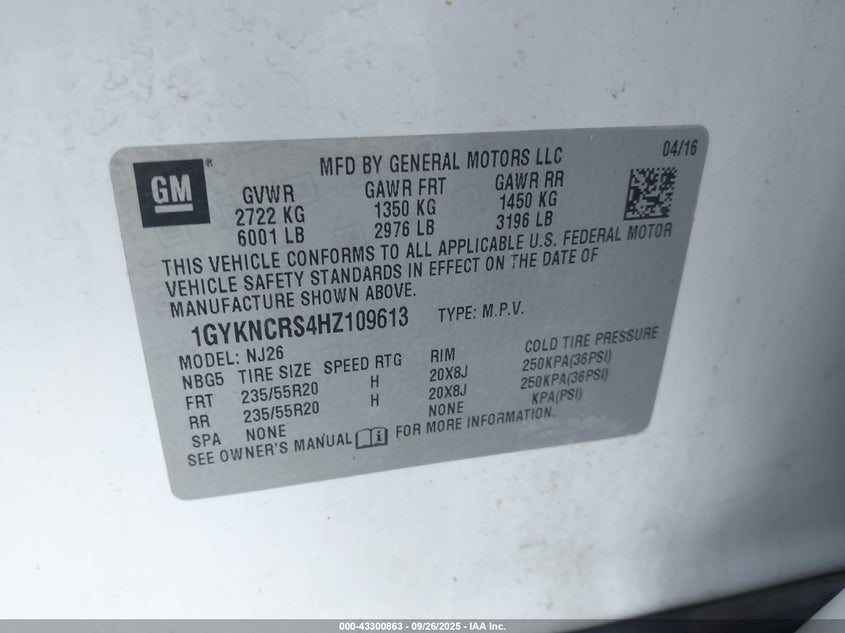 GM
®
MFD BY GENERAL MOTORS LLC
04/16
GVWR GAWR FRT GAWR RR
2722 KG 1350 KG 1450 KG
6001 LB 2976 LB 3196 LB
THIS VEHICLE CONFORMS TO ALL APPLICABLE U.S. FEDERAL MOTOR
VEHICLE SAFETY STANDARDS IN EFFECT ON THE DATE OF
MANUFACTURE SHOWN ABOVE.
1GYKNCRS4HZ109613 TYPE: M.P.V.
MODEL: NJ26
NBG5 TIRE SIZE SPEED RTG RIM COLD TIRE PRESSURE
FRT 235/55R20 H 20X8J 250KPA(36PSI)
RR 235/55R20 H 20X8J 250KPA(36PSI)
SPA NONE NONE KPA(PSI)
SEE OWNER'S MANUAL i FOR MORE INFORMATION.
000-43300863 - 09/26/2025 - IAA Inc.